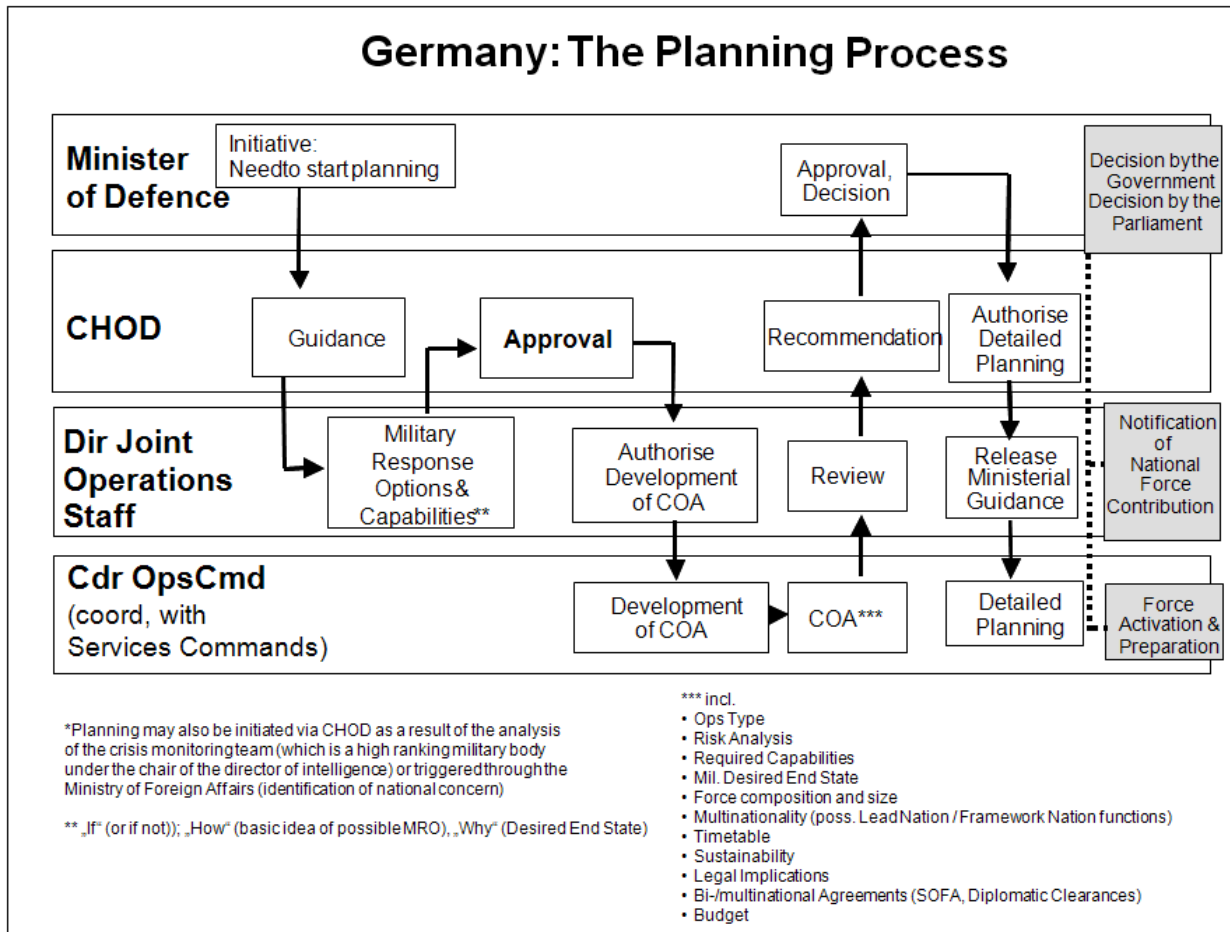 Germany: The Planning Process
Minister
of Defence
Initiative:
Needto start planning
Approval,
Decision
Decision bythe
Government
Decision by the
Parliament
CHOD
Guidance
Approval
Recommendation
Authorise
Detailed
Planning
Dir Joint
Operations
Staff
Military
Response
Options &
Capabilities**
Authorise
Development
of COA
Review
Release
Ministerial
Guidance
Notification
of
National
Force
Contribution
Cdr OpsCmd
(coord, with
Services Commands)
Development
of COA
COA***
Detailed
Planning
Force
Activation &
Preparation
*Planning may also be initiated via CHOD as a result of the analysis
of the crisis monitoring team (which is a high ranking military body
under the chair of the director of intelligence) or triggered through the
Ministry of Foreign Affairs (identification of national concern)
** „If“ (or if not)); „How“ (basic idea of possible MRO), „Why“ (Desired End State)
*** incl.
• Ops Type
• Risk Analysis
• Required Capabilities
• Mil. Desired End State
• Force composition and size
• Multinationality (poss. Lead Nation / Framework Nation functions)
• Timetable
• Sustainability
• Legal Implications
• Bi-/multinational Agreements (SOFA, Diplomatic Clearances)
• Budget